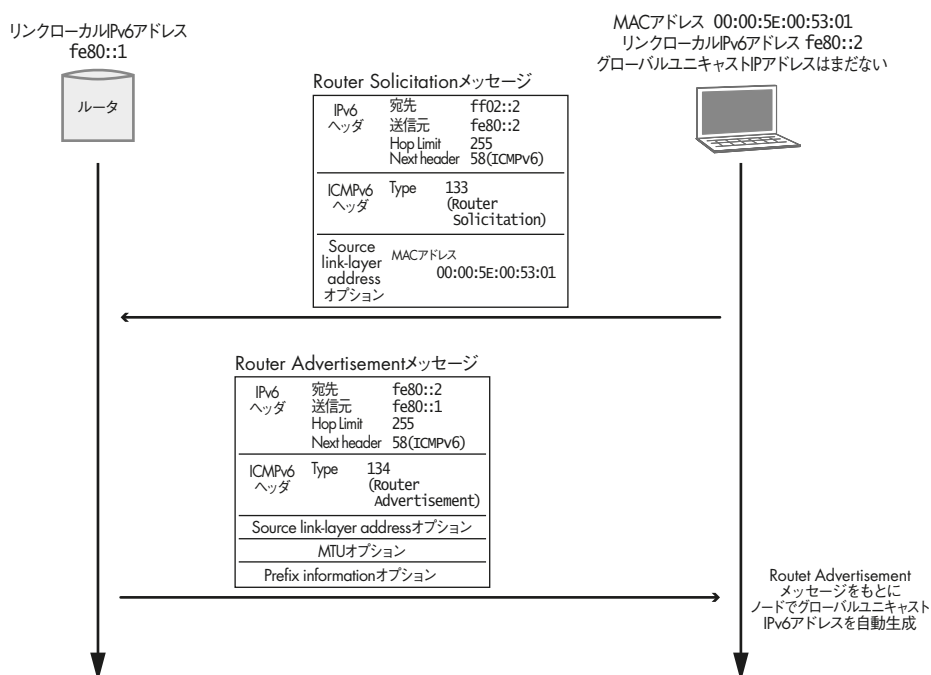 リンクローカルIPv6アドレス
fe80::1
ルータ
MACアドレス 00:00:5E:00:53:01
リンクローカルIPv6アドレス fe80::2
グローバルユニキャストIPアドレスはまだない
Router Solicitationメッセージ
IPv6
ヘッダ
宛先 ff02::2
送信元 fe80::2
Hop Limit 255
Next header 58(ICMPv6)
ICMPv6
ヘッダ
Type 133
(Router
Solicitation)
Source
link-layer
address
オプション
MACアドレス
00:00:5E:00:53:01
Router Advertisementメッセージ
IPv6
ヘッダ
宛先 fe80::2
送信元 fe80::1
Hop Limit 255
Next header 58(ICMPv6)
ICMPv6
ヘッダ
Type 134
(Router
Advertisement)
Source link-layer addressオプション
MTUオプション
Prefix informationオプション
Routet Advertisement
メッセージをもとに
ノードでグローバルユニキャスト
IPv6アドレスを自動生成